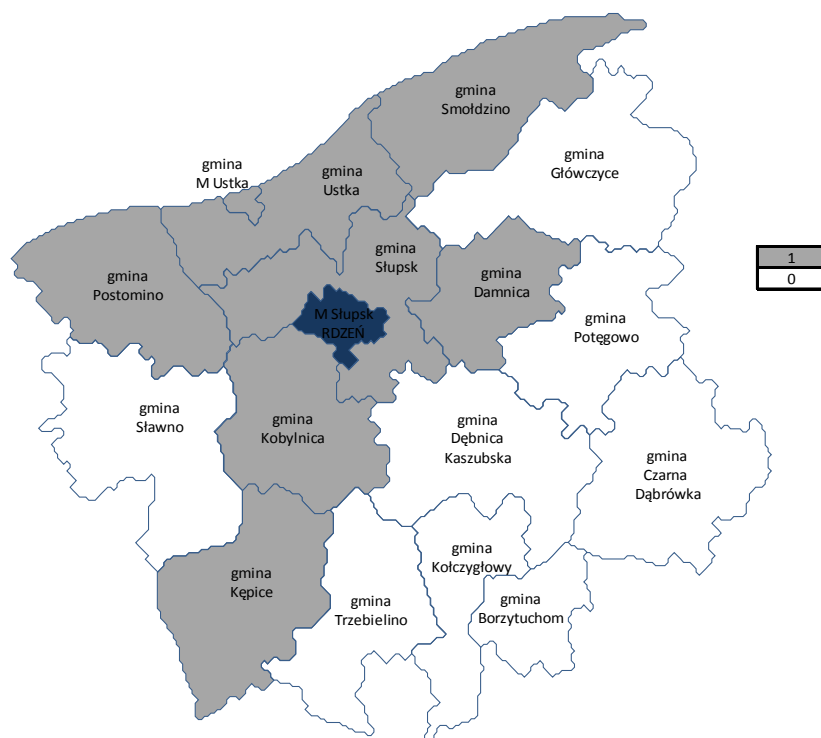 gmina
Smołdzino
gmina
M Ustka
gmina
Ustka
gmina
Główczyce
gmina
Słupsk
gmina
Postomino
gmina
Damnica
1
0
M Słupsk
RDZEŃ
gmina
Potęgowo
gmina
Sławno
gmina
Kobylnica
gmina
Dębnica
Kaszubska
gmina
Czarna
Dąbrówka
gmina
Kołczygłowy
gmina
Kępice
gmina
Trzebielino
gmina
Borzytuchom